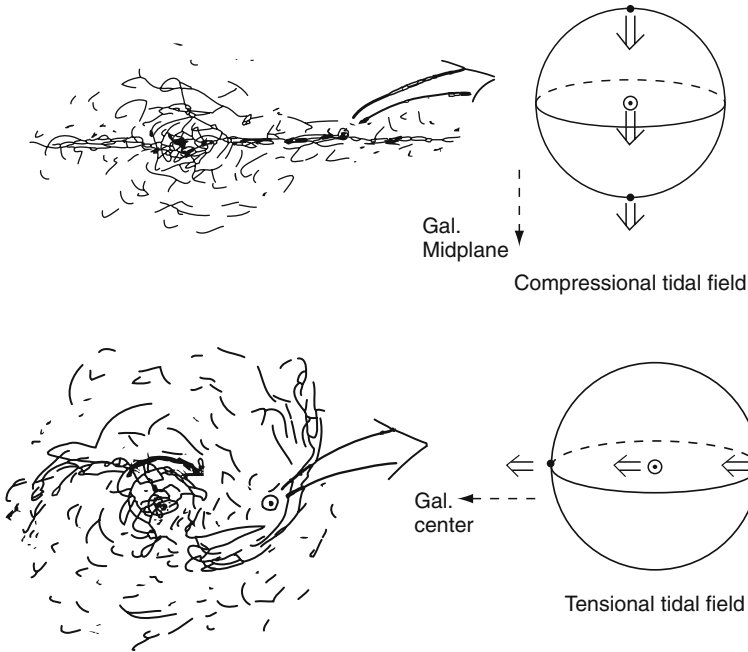 Gal.
Midplane
Compressional tidal field
Gal.
center
Tensional tidal field